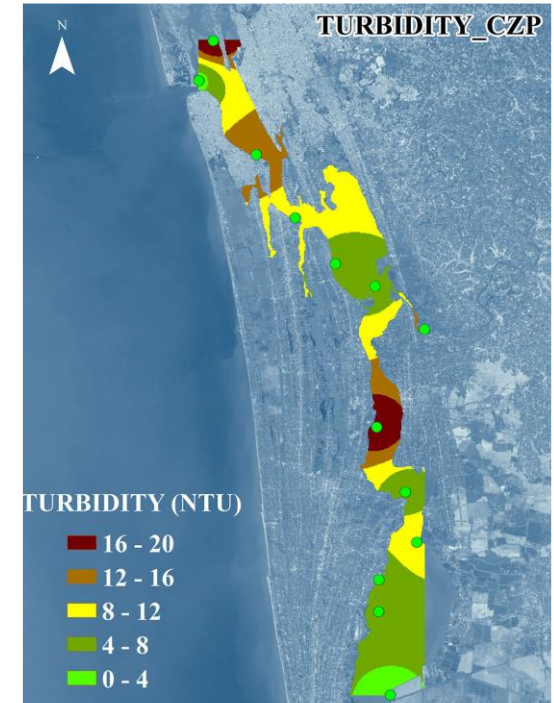 TURBIDITY_CZP
N
TURBIDITY (NTU)
16 - 20
12 - 16
8 - 12
4 - 8
0 - 4